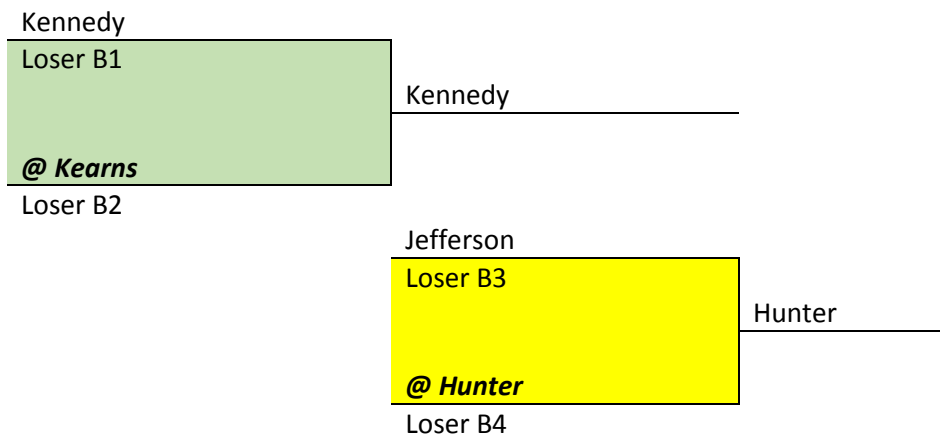 Kennedy
Loser B1
Kennedy
@ Kearns
Loser B2
Jefferson
Loser B3
Hunter
@ Hunter
Loser B4